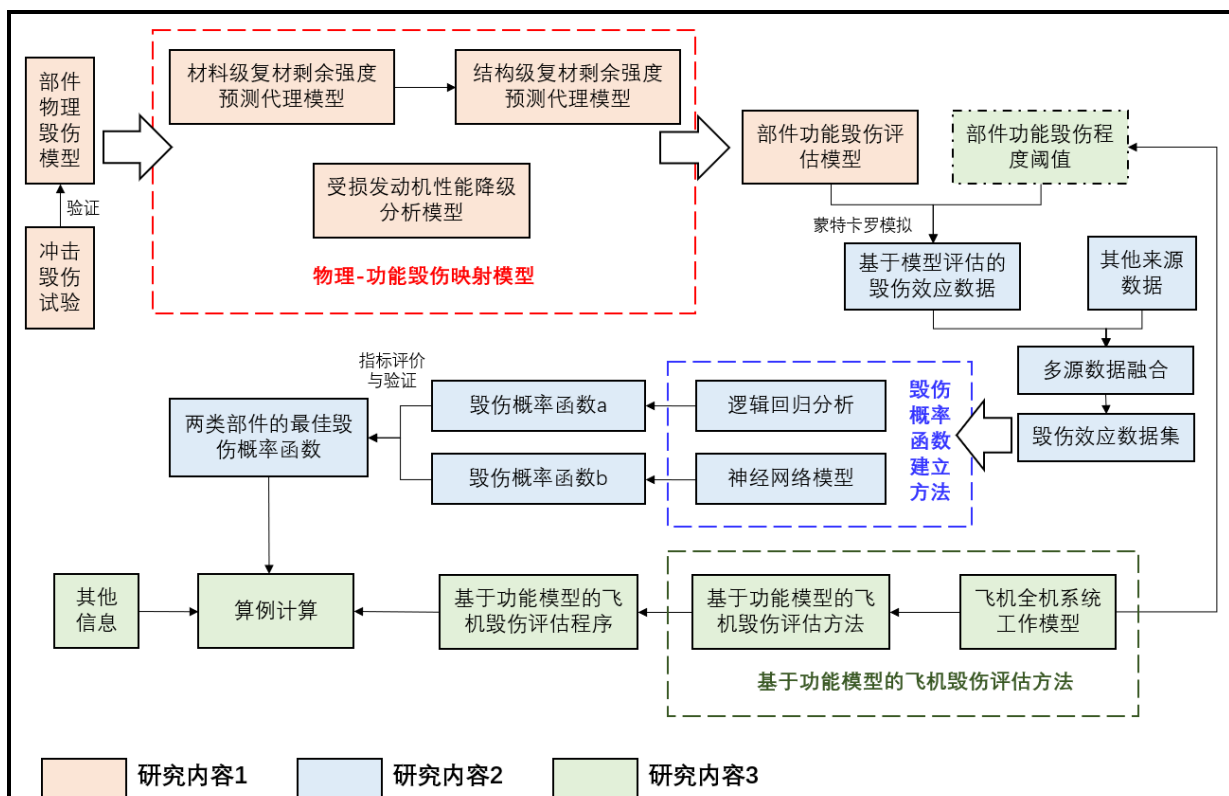 部件
物理
毁伤
模型
验证
冲击
毁伤
试验
材料级复材剩余强度
预测代理模型
结构级复材剩余强度
预测代理模型
受损发动机性能降级
分析模型
物理-功能毁伤映射模型
部件功能毁伤评
估模型
部件功能毁伤程
度阈值
蒙特卡罗模拟
基于模型评估的
毁伤效应数据
其他来源
数据
多源数据融合
毁伤效应数据集
毁伤
概率
函数
建立
方法
逻辑回归分析
神经网络模型
毁伤概率函数a
毁伤概率函数b
指标评价
与验证
两类部件的最佳毁
伤概率函数
其他
信息
算例计算
基于功能模型的飞
机毁伤评估程序
基于功能模型的飞
机毁伤评估方法
飞机全机系统
工作模型
基于功能模型的飞机毁伤评估方法
研究内容1
研究内容2
研究内容3